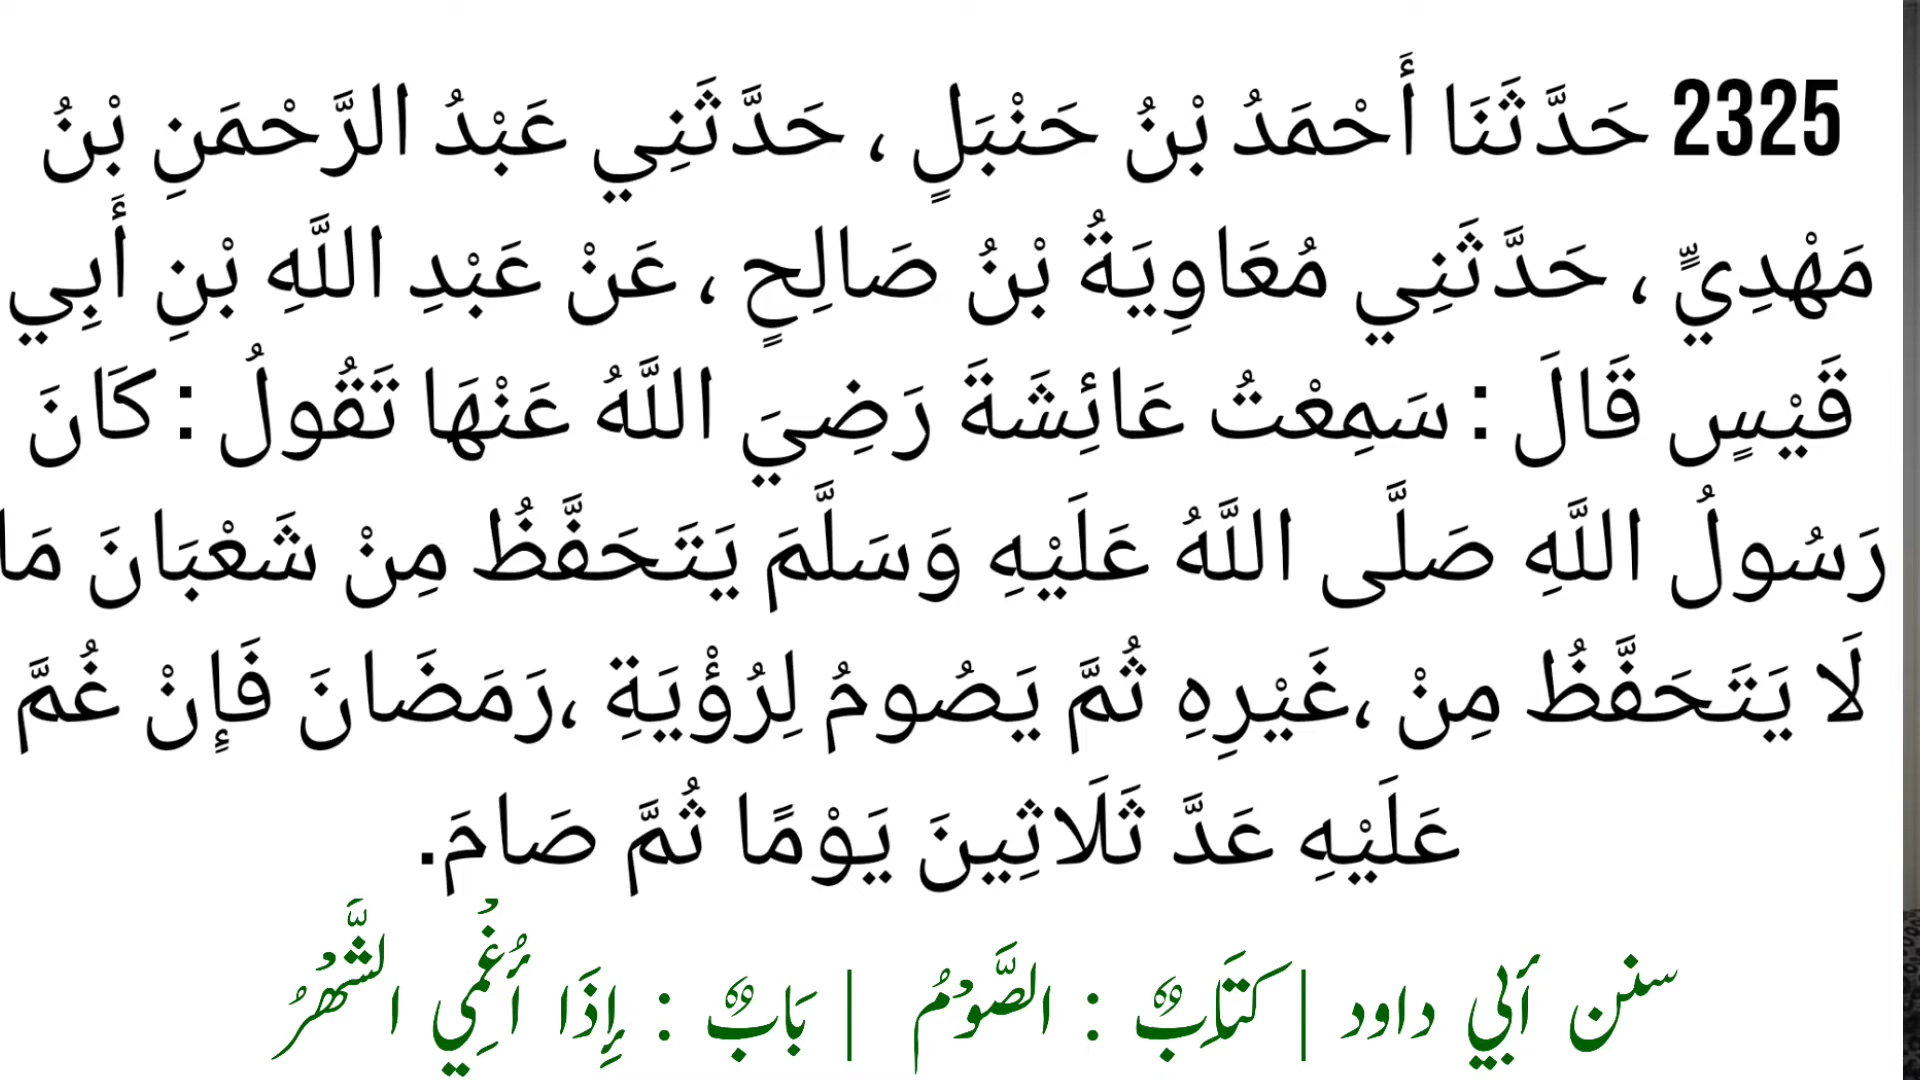 2325 حَدَّثَنَا أَحْمَدُ بْنُ حَنْبَلٍ ، حَدَّثَنِي عَبْدُ الرَّحْمَنِ بْنُ
مَهْدِيٍّ ، حَدَّثَنِي مُعَاوِيَةُ بْنُ صَالِحٍ ، عَنْ عَبْدِ اللَّهِ بْنِ أَبِي
قَيْسٍ قَالَ : سَمِعْتُ عَائِشَةَ رَضِيَ اللَّهُ عَنْهَا تَقُولُ : كَانَ
رَسُولُ اللَّهِ صَلَّى اللَّهُ عَلَيْهِ وَسَلَّمَ يَتَحَفَّظُ مِنْ شَعْبَانَ مَا
لَا يَتَحَفَّظُ مِنْ ،غَيْرِهِ ثُمَّ يَصُومُ لِرُؤْيَةِ ،رَمَضَانَ فَإِنْ غُمَّ
عَلَيْهِ عَدَّ ثَلَاثِينَ يَوْمًا ثُمَّ صَامَ.
سنن أبي داود | كتَابٌ : الصَّوْمُ | بَابٌ : إِذَا أُغْمِي الشَّهْرُ